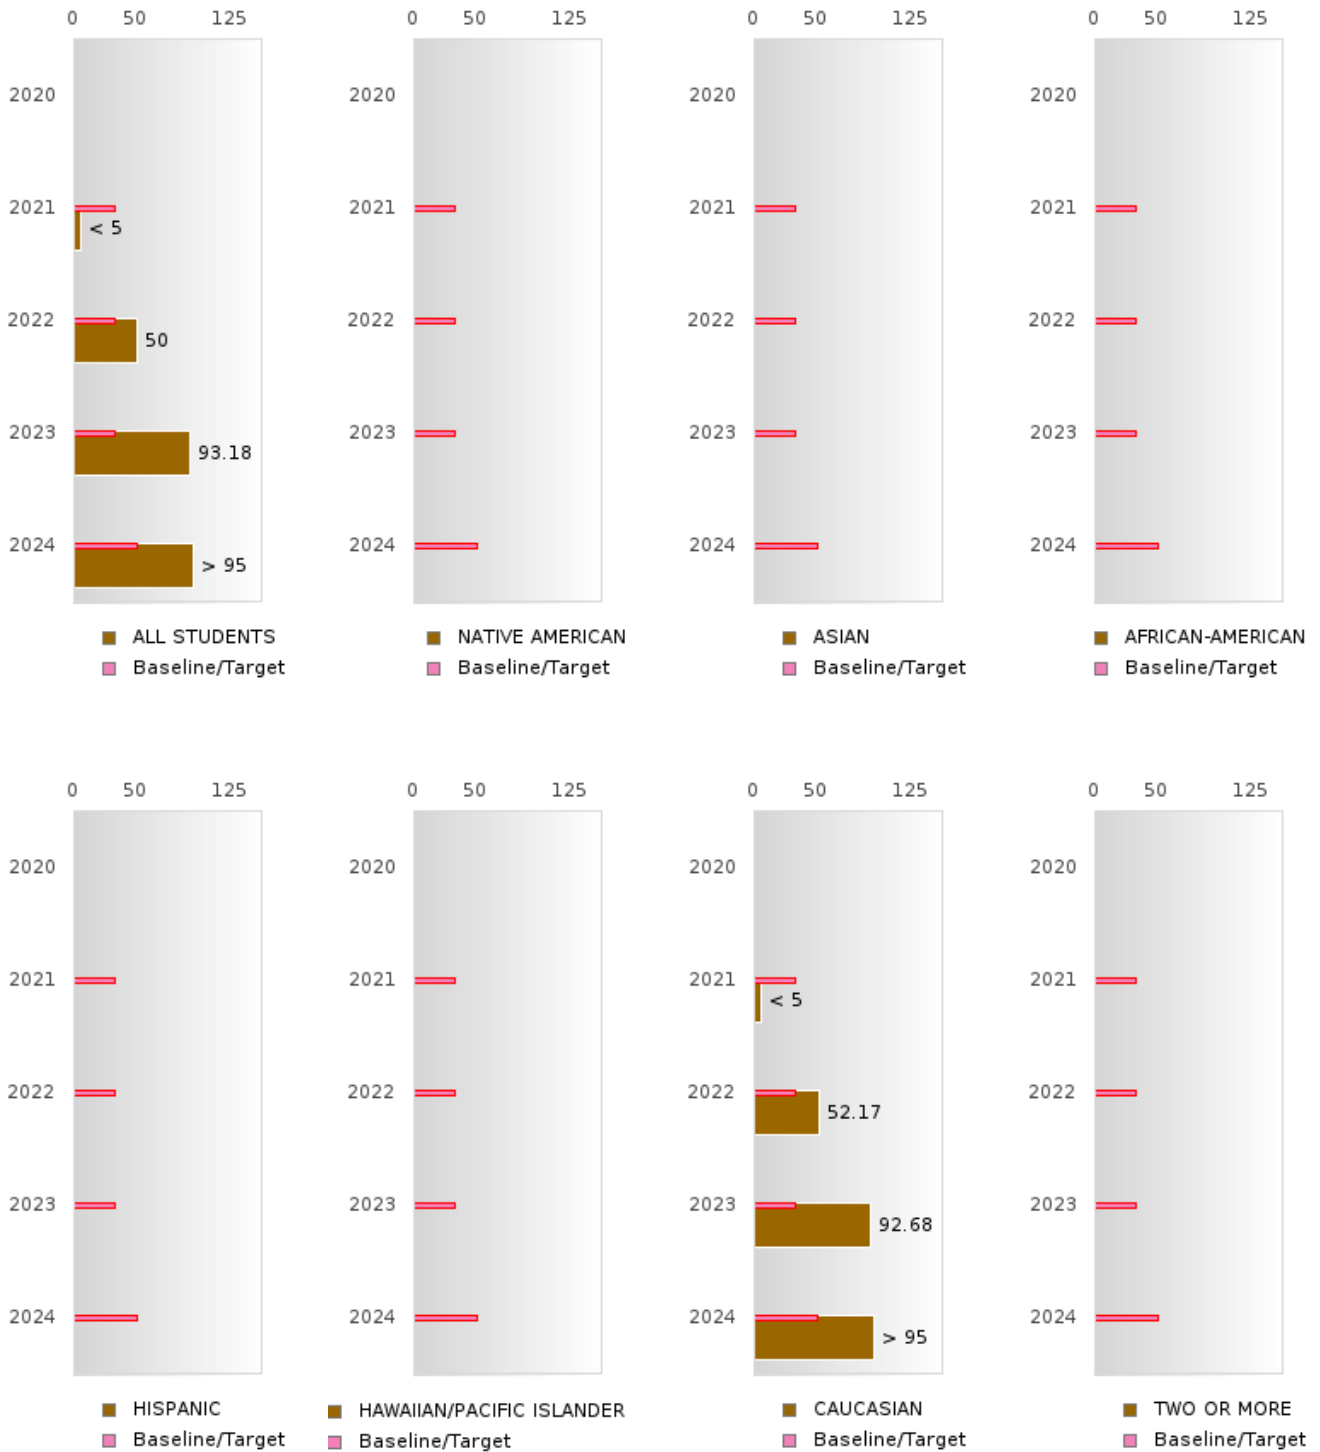 0 50 125 0 50 125 0 50 125 0 50 125
2020 2020 2020 2020
2021 2021 2021 2021
< 5
2022 2022 2022 2022
50
2023 2023 2023 2023
93.18
2024 2024 2024 2024
> 95
ALL STUDENTS NATIVE AMERICAN ASIAN AFRICAN-AMERICAN
Baseline/Target Baseline/Target Baseline/Target Baseline/Target
0 50 125 0 50 125 0 50 125 0 50 125
2020 2020 2020 2020
2021 2021 2021 2021
< 5
2022 2022 2022 2022
52.17
2023 2023 2023 2023
92.68
2024 2024 2024 2024
> 95
HISPANIC HAWAIIAN/PACIFIC ISLANDER CAUCASIAN TWO OR MORE
Baseline/Target Baseline/Target Baseline/Target Baseline/Target